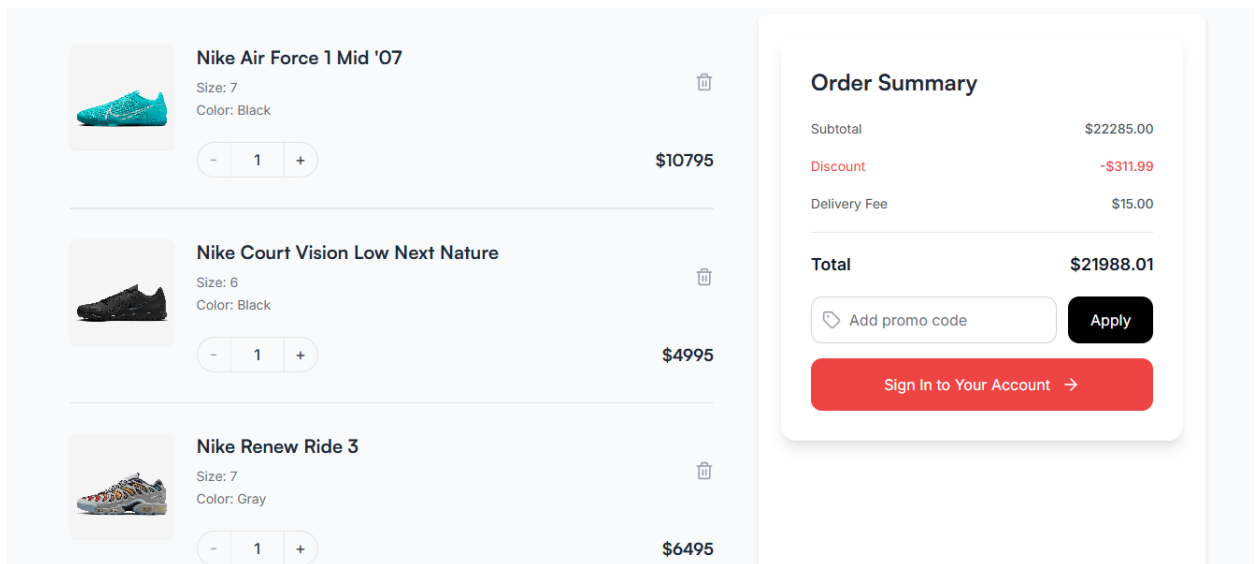 Nike Air Force 1 Mid '07
Size: 7
Color: Black
- 1 +
$10795
Nike Court Vision Low Next Nature
Size: 6
Color: Black
- 1 +
$4995
Nike Renew Ride 3
Size: 7
Color: Gray
- 1 +
$6495
Order Summary
Subtotal $22285.00
Discount -$311.99
Delivery Fee $15.00
Total $21988.01
Add promo code Apply
Sign In to Your Account →